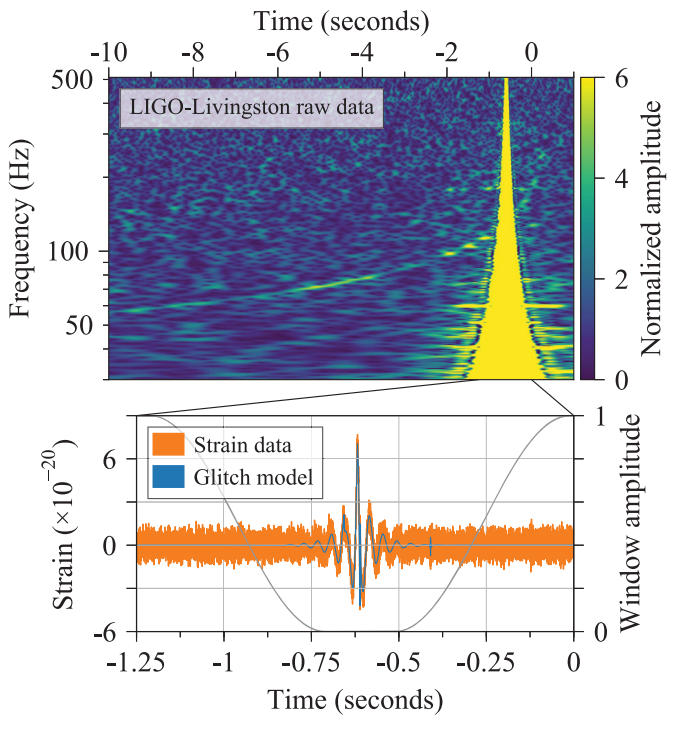 Time (seconds)
-10 -8 -6 -4 -2 0
500
100
50
Frequency (Hz)
LIGO-Livingston raw data
6
4
2
0
Normalized amplitude
Strain data
Glitch model
6
0
-6
Strain (×10⁻²⁰)
1
0
Window amplitude
-1.25 -1 -0.75 -0.5 -0.25 0
Time (seconds)